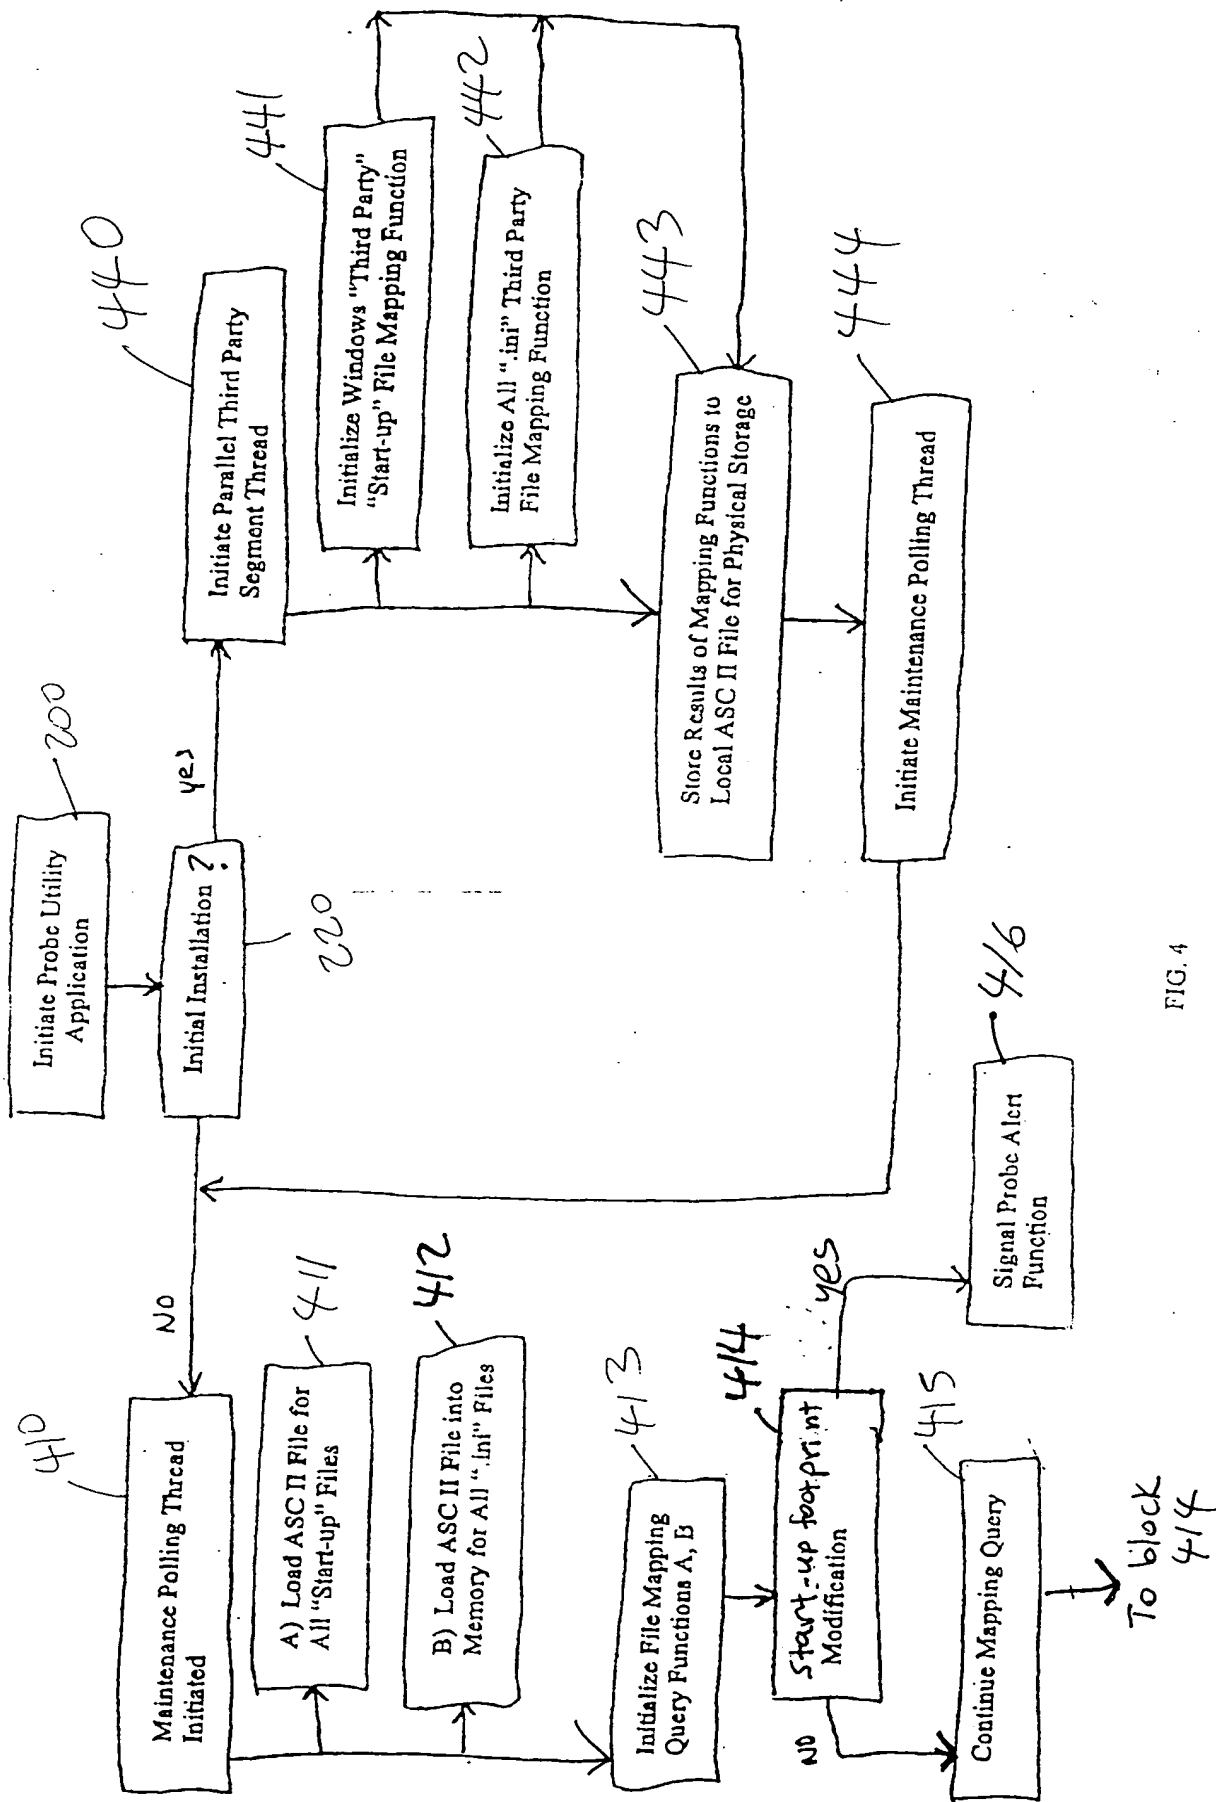 Initiate Probe Utility
Application
200
Initial Installation ?
220
yes
NO
Initiate Parallel Third Party
Segment Thread
440
Initialize Windows "Third Party"
"Start-up" File Mapping Function
441
Initialize All ".ini" Third Party
File Mapping Function
442
Store Results of Mapping Functions to
Local ASC II File for Physical Storage
443
Initiate Maintenance Polling Thread
444
Maintenance Polling Thread
Initiated
410
A) Load ASC II File for
All "Start-up" Files
411
B) Load ASC II File into
Memory for All ".ini" Files
412
Initialize File Mapping
Query Functions A, B
413
Start-up footprint
Modification
414
yes
NO
Signal Probe Alert
Function
416
Continue Mapping Query
415
To block
414
FIG. 4